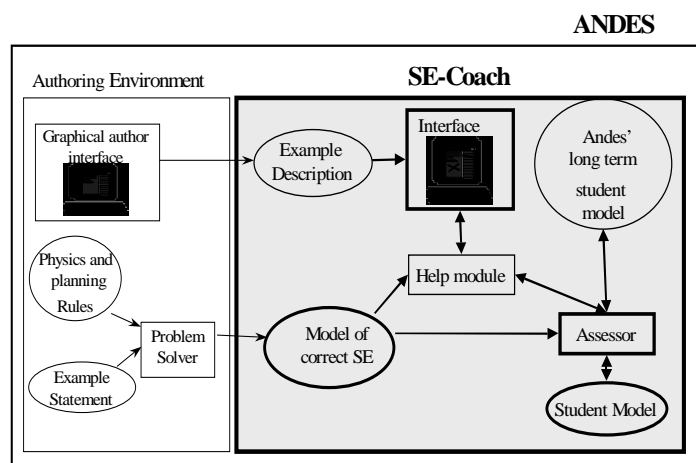 ANDES
Authoring Environment
SE-Coach
Graphical author
interface
Example
Description
Interface
Andes'
long term
student
model
Physics and
planning
Rules
Help module
Problem
Solver
Model of
correct SE
Assessor
Example
Statement
Student Model